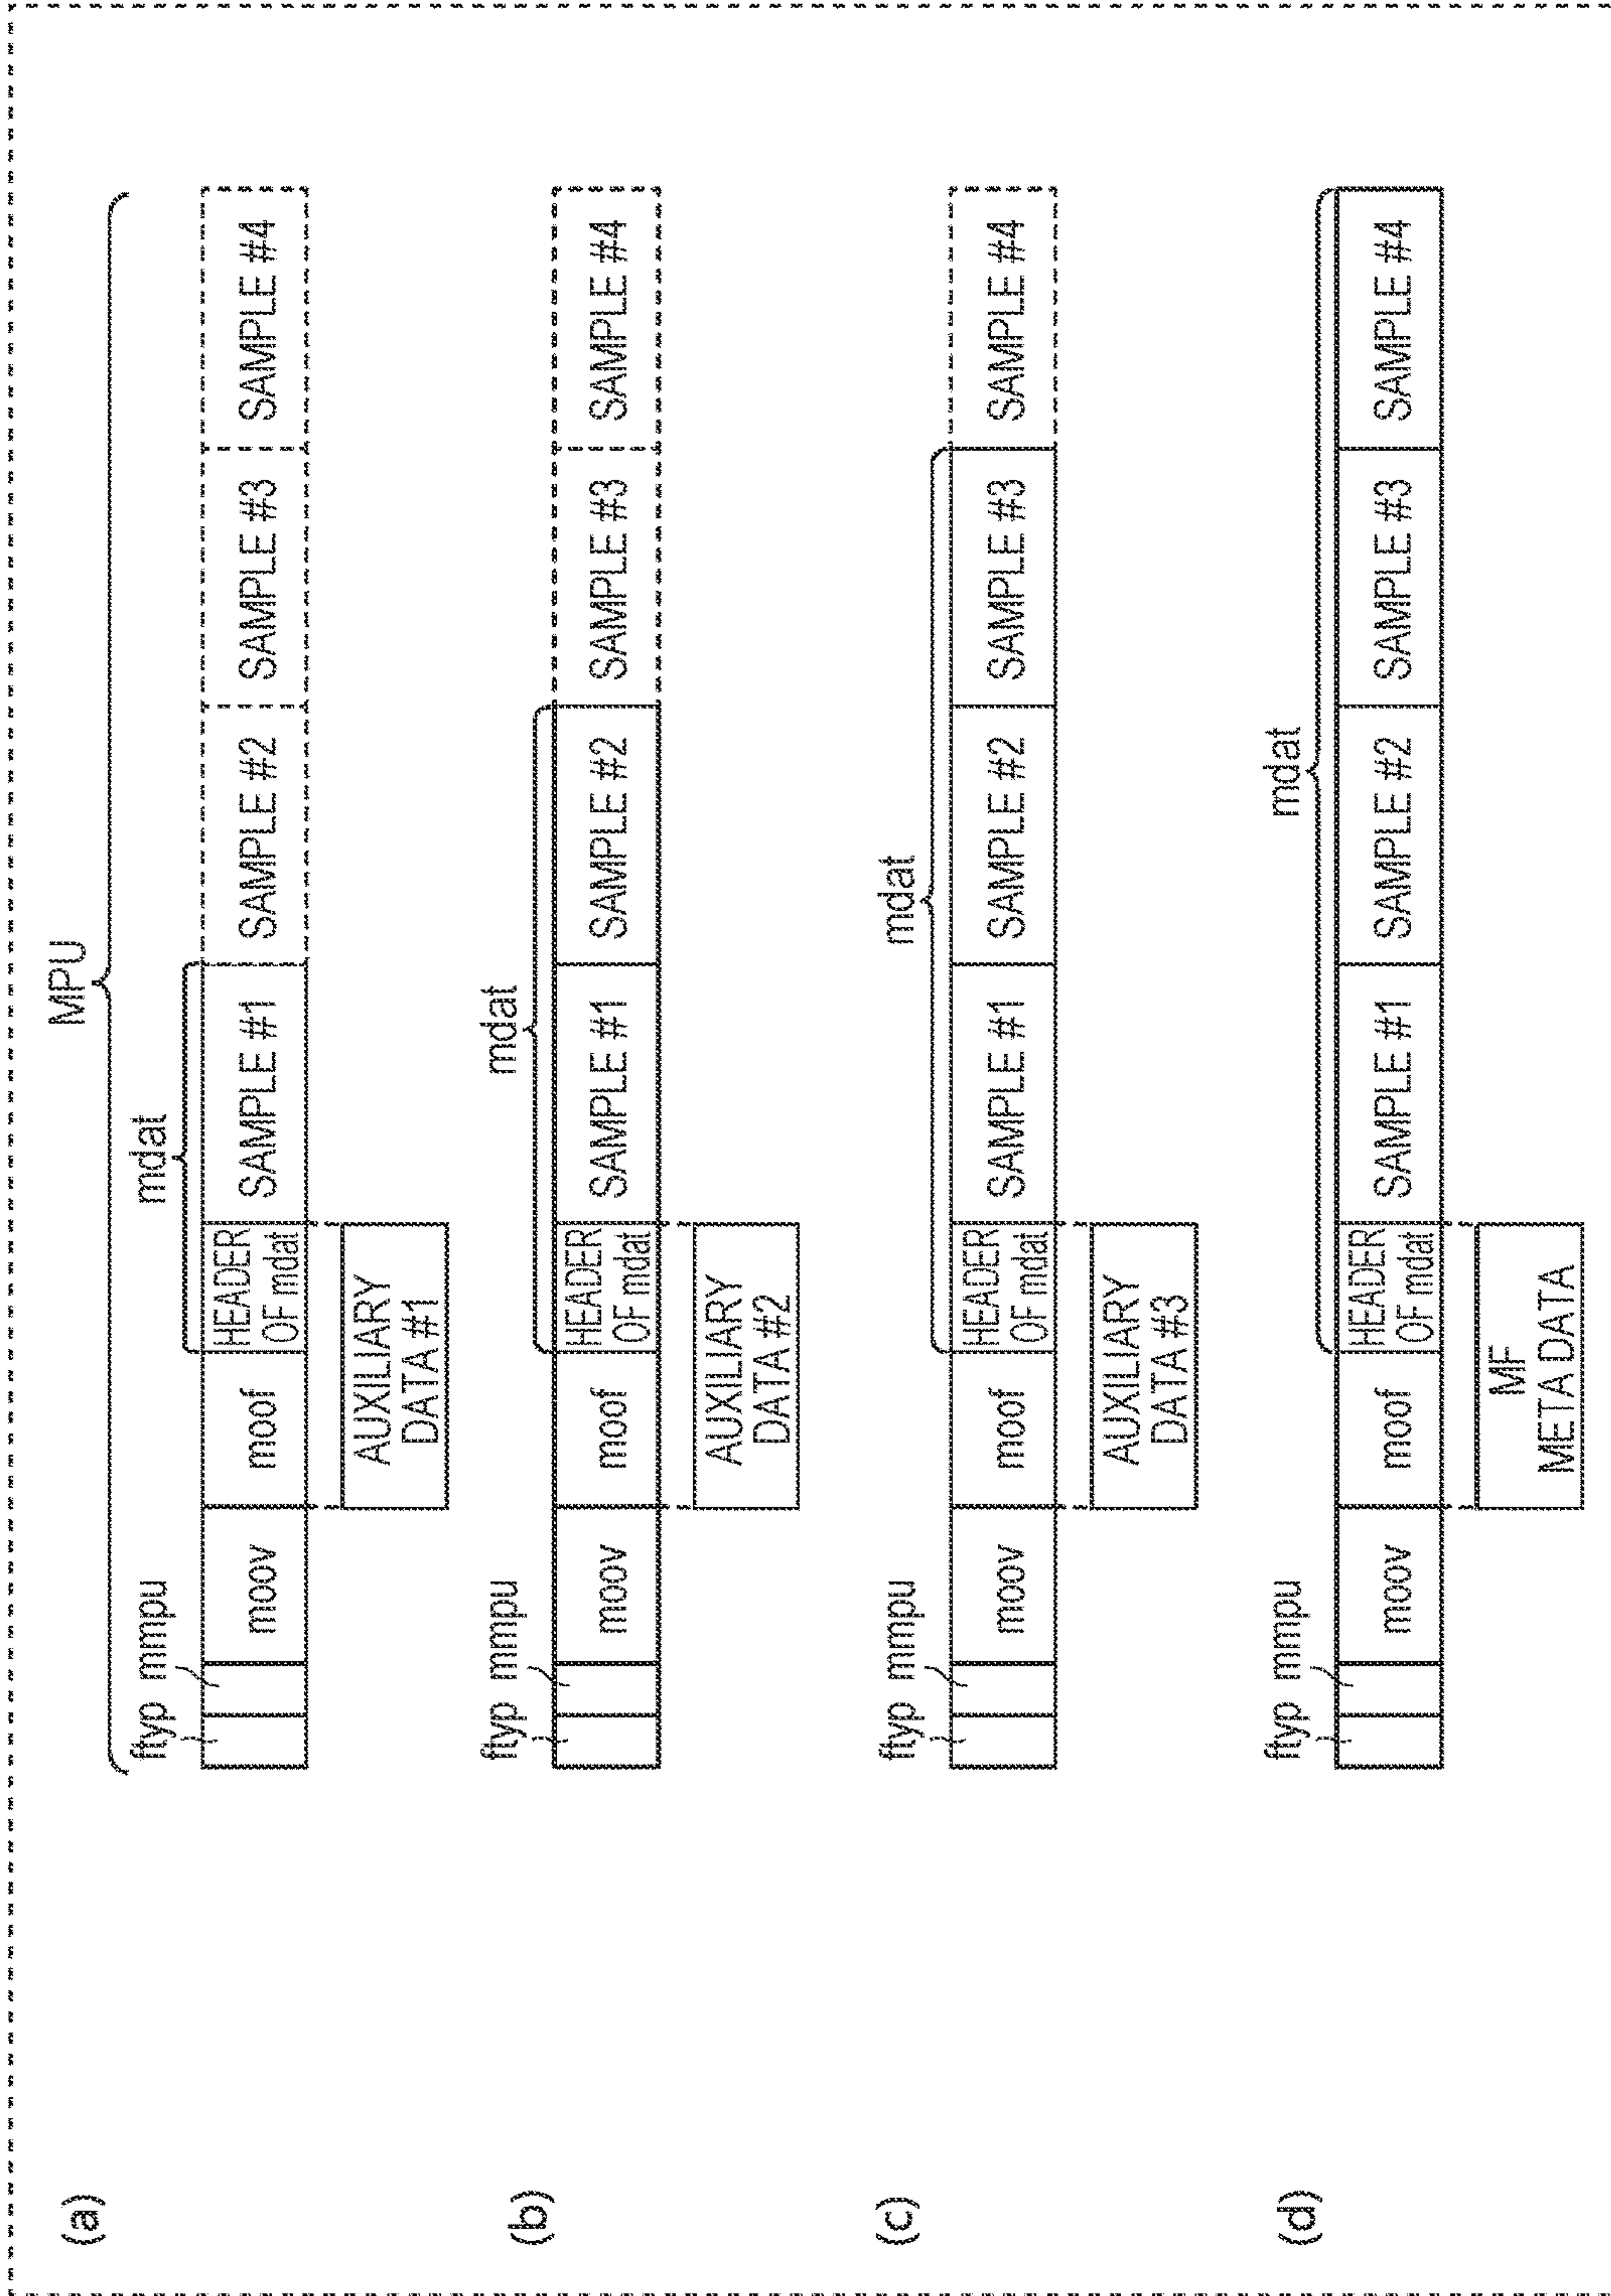 (a)
MPU
mdat
ftyp mmpu
moov
moof
HEADER
OF mdat
SAMPLE #1
SAMPLE #2
SAMPLE #3
SAMPLE #4
AUXILIARY
DATA #1
(b)
mdat
ftyp mmpu
moov
moof
HEADER
OF mdat
SAMPLE #1
SAMPLE #2
SAMPLE #3
SAMPLE #4
AUXILIARY
DATA #2
(c)
mdat
ftyp mmpu
moov
moof
HEADER
OF mdat
SAMPLE #1
SAMPLE #2
SAMPLE #3
SAMPLE #4
AUXILIARY
DATA #3
(d)
mdat
ftyp mmpu
moov
moof
HEADER
OF mdat
SAMPLE #1
SAMPLE #2
SAMPLE #3
SAMPLE #4
MF
META DATA